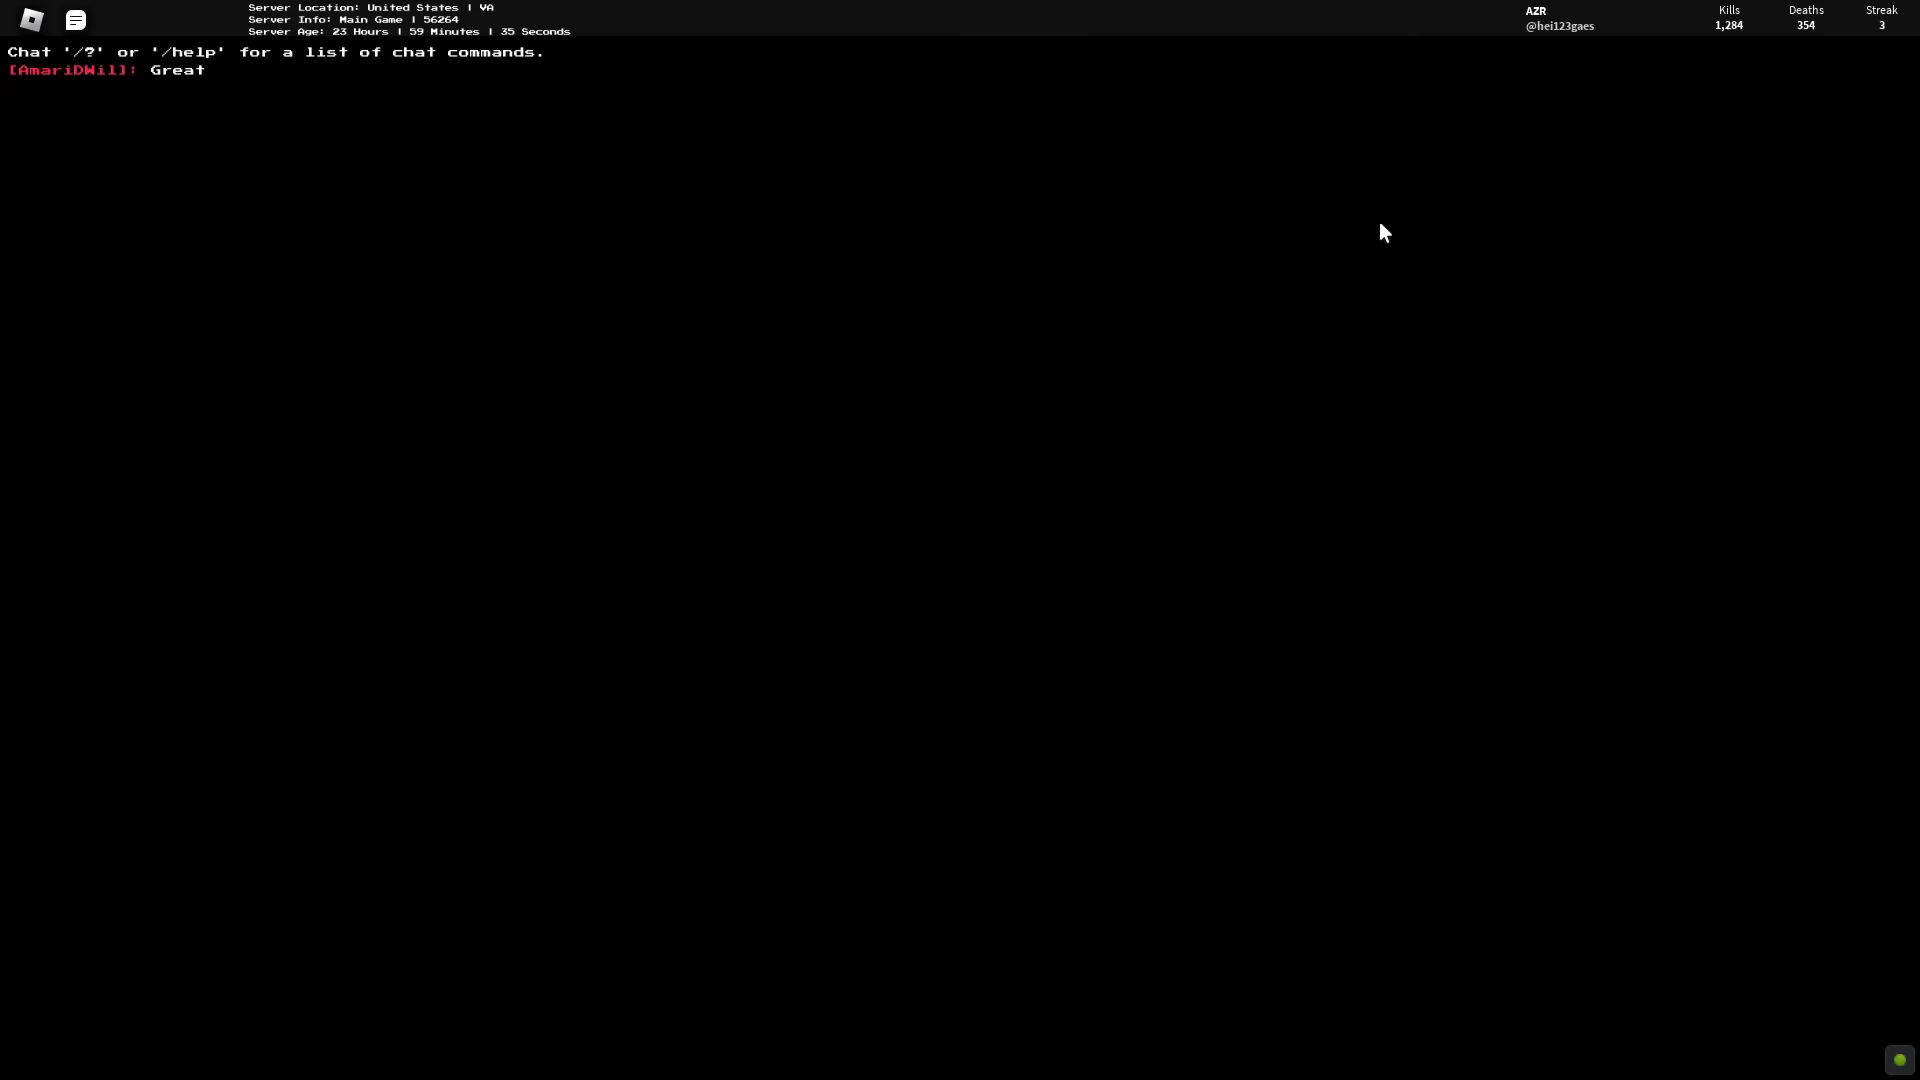 Server Location: United States | VA
Server Info: Main Game | 56264
Server Age: 23 Hours | 59 Minutes | 35 Seconds
AZR
@hei123gaes
Kills
1,284
Deaths
354
Streak
3
Chat '/?' or '/help' for a list of chat commands.
[AmariDWil]: Great